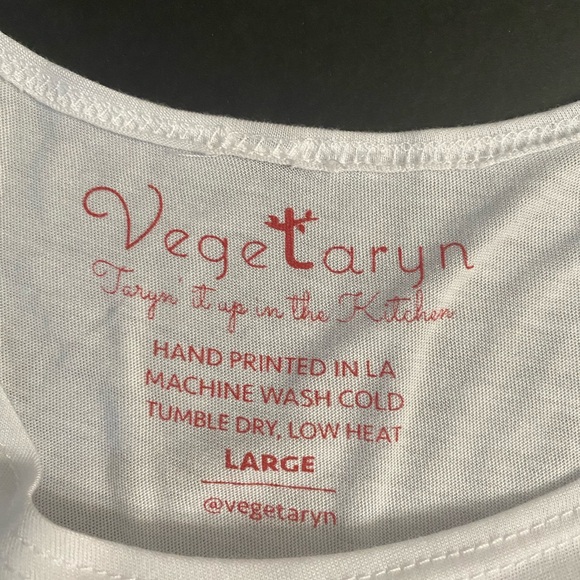 Vegetaryn
Taryn' it up in the Kitchen
HAND PRINTED IN LA
MACHINE WASH COLD
TUMBLE DRY, LOW HEAT
LARGE
@vegetaryn